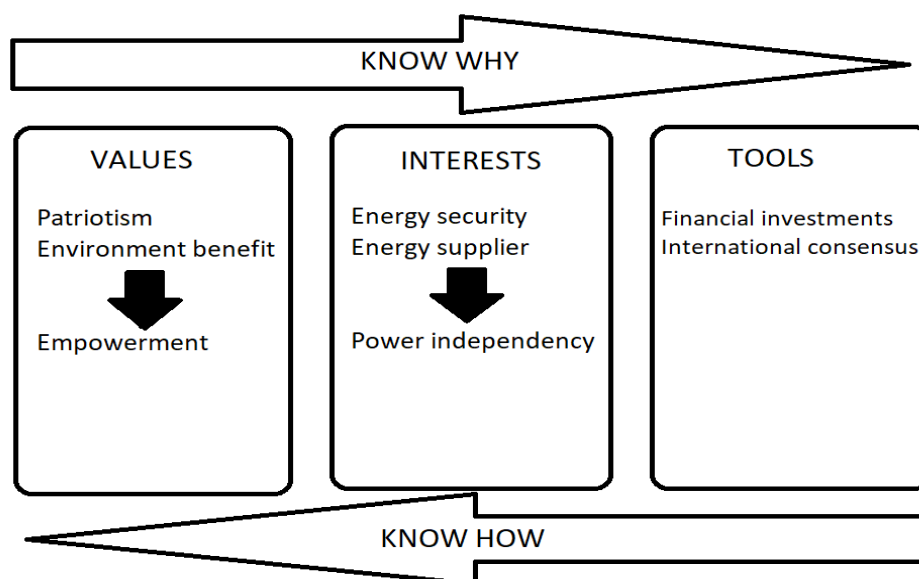 KNOW WHY
VALUES
Patriotism
Environment benefit
Empowerment
INTERESTS
Energy security
Energy supplier
Power independency
TOOLS
Financial investments
International consensus
KNOW HOW